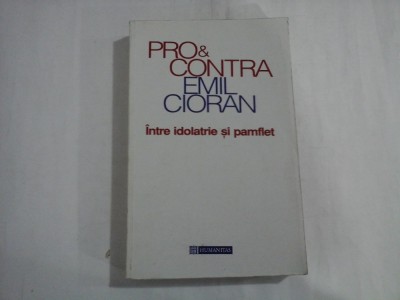 PRO &
CONTRA
EMIL
CIORAN
Între idolatrie și pamflet
HUMANITAS